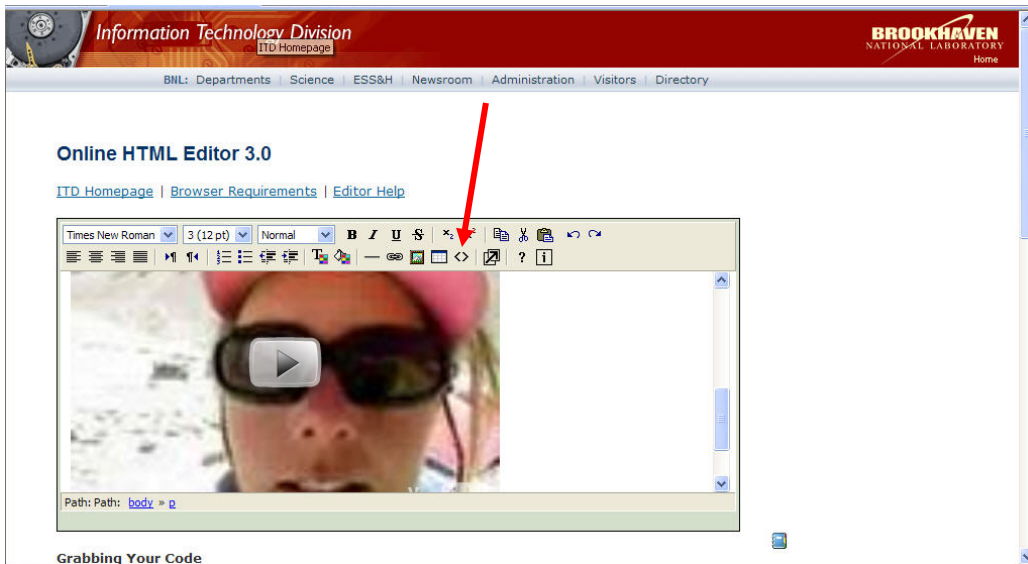 Information Technology Division
ITD Homepage
BROOKHAVEN
NATIONAL LABORATORY
Home
BNL: Departments | Science | ESS&H | Newsroom | Administration | Visitors | Directory
Online HTML Editor 3.0
ITD Homepage | Browser Requirements | Editor Help
Times New Roman 3 (12 pt) Normal B I U S
Path: Path: body » p
Grabbing Your Code